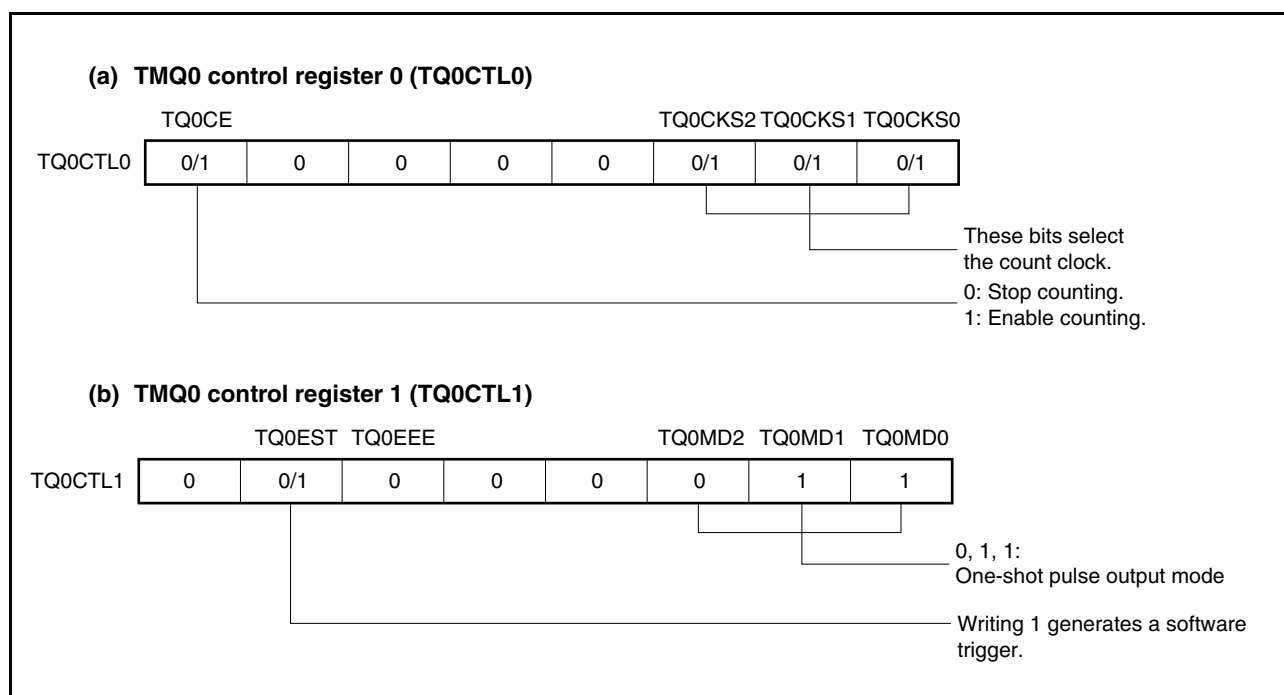 (a) TMQ0 control register 0 (TQ0CTL0)
TQ0CE TQ0CKS2 TQ0CKS1 TQ0CKS0
TQ0CTL0 0/1 0 0 0 0 0/1 0/1 0/1
These bits select
the count clock.
0: Stop counting.
1: Enable counting.
(b) TMQ0 control register 1 (TQ0CTL1)
TQ0EST TQ0EEE TQ0MD2 TQ0MD1 TQ0MD0
TQ0CTL1 0 0/1 0 0 0 0 1 1
0, 1, 1:
One-shot pulse output mode
Writing 1 generates a software
trigger.